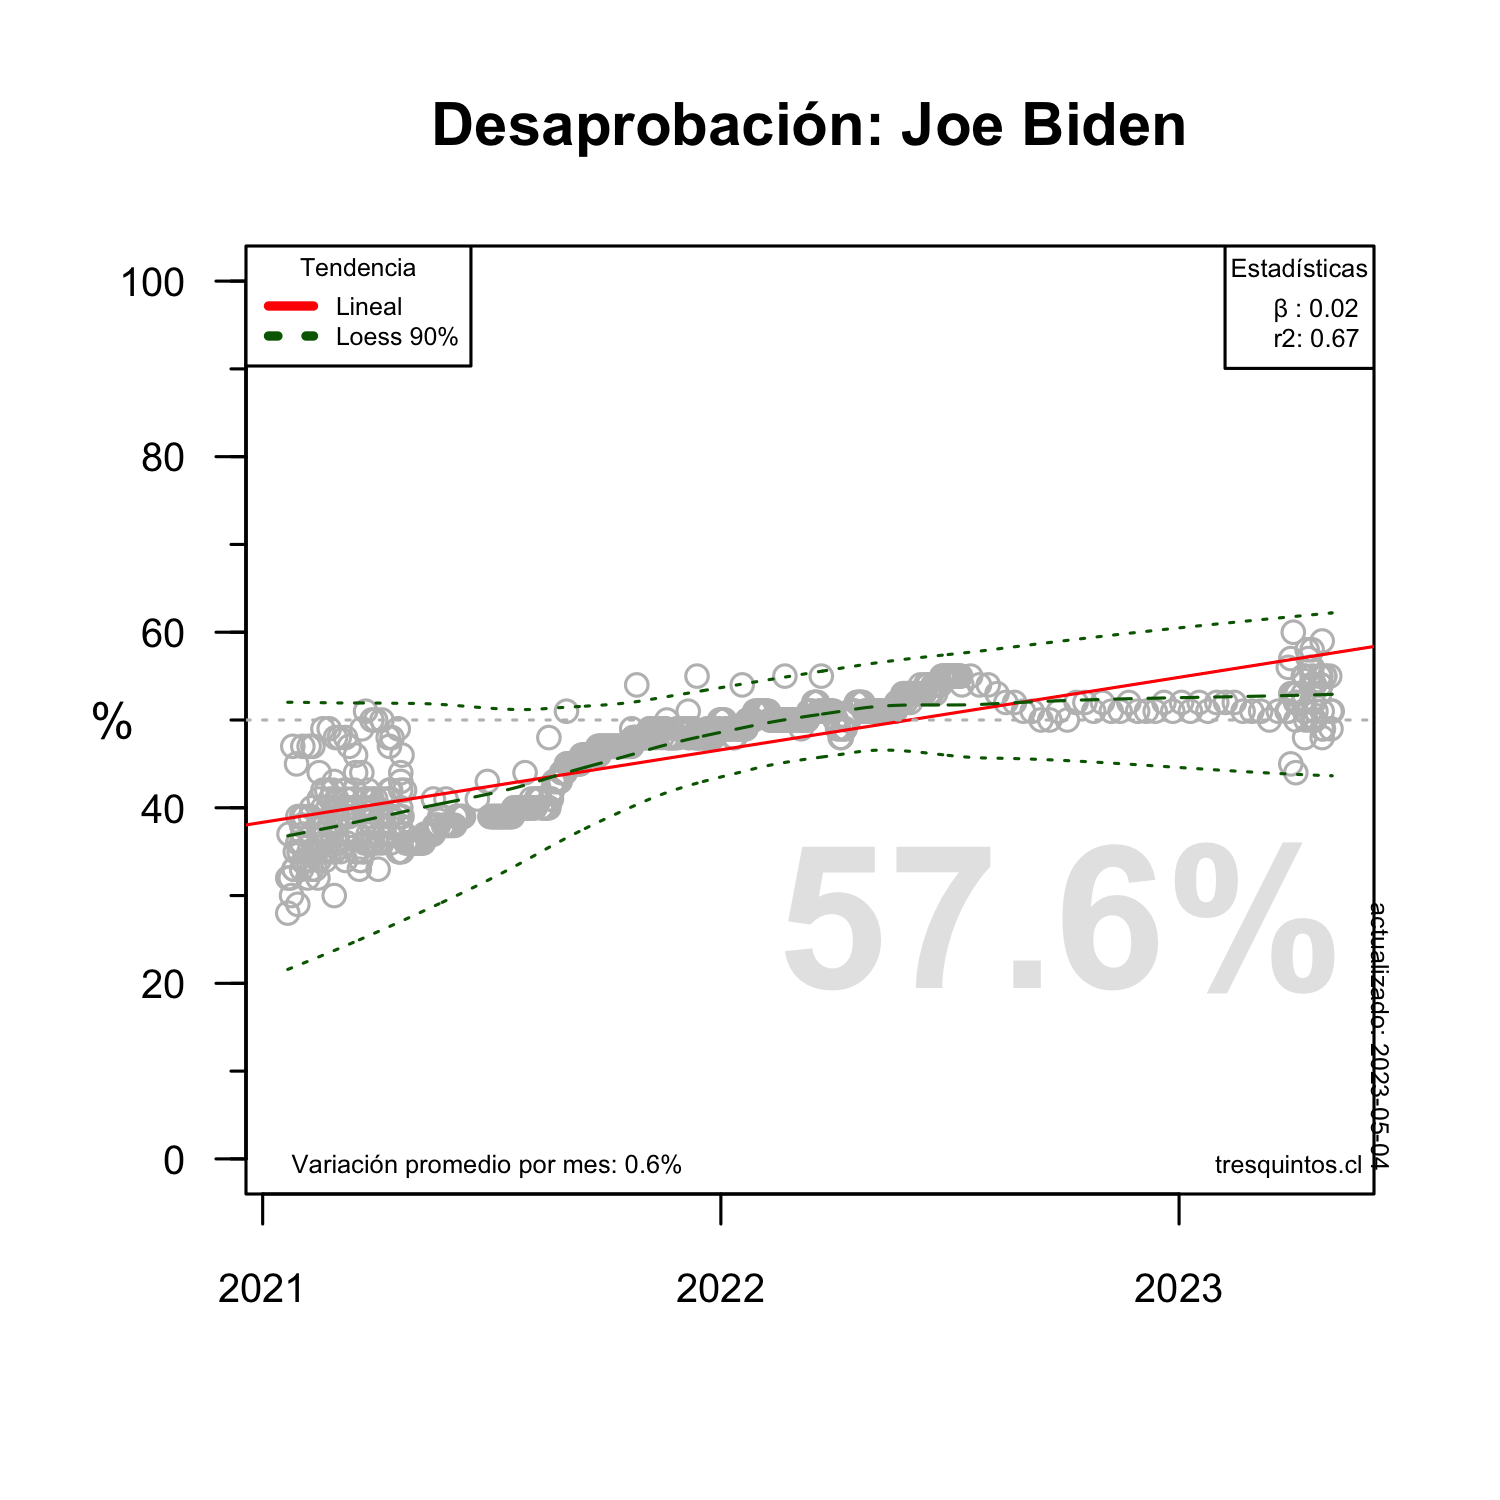 Desaprobación: Joe Biden
Tendencia
Lineal
Loess 90%
Estadísticas
β : 0.02
r2: 0.67
100
80
60
%
40
20
0
57.6%
actualizado: 2023-05-04
Variación promedio por mes: 0.6%
tresquintos.cl
2021
2022
2023